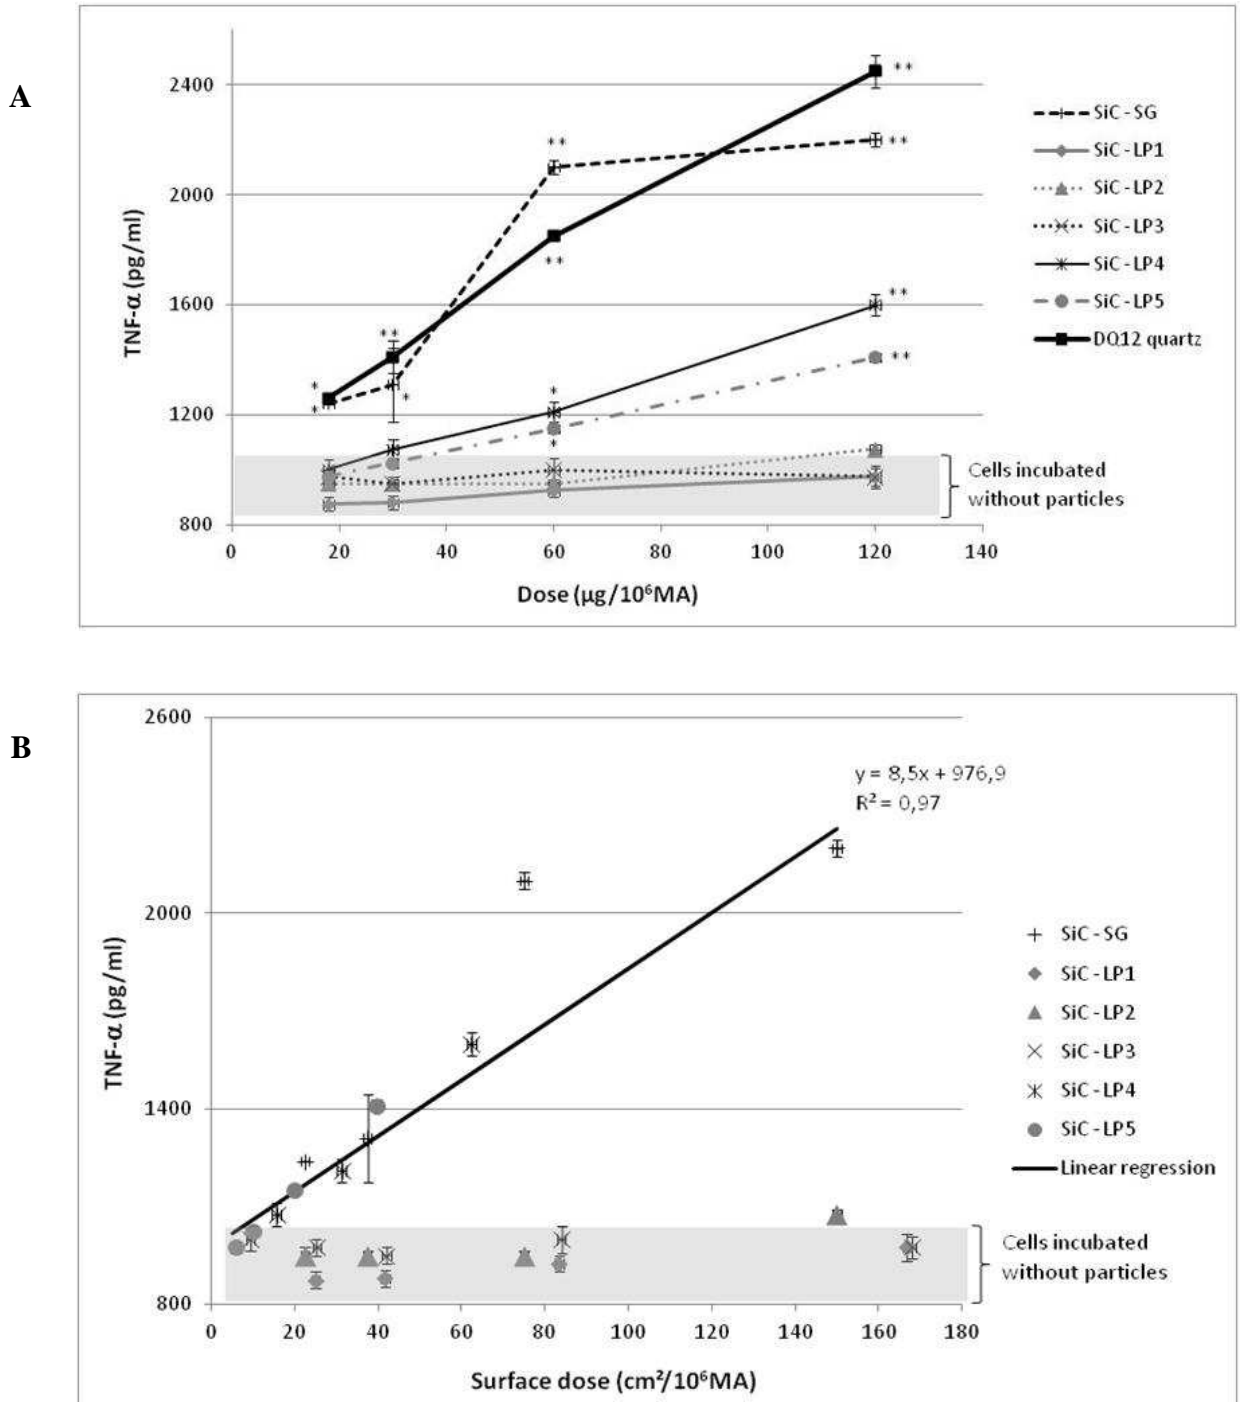 A
TNF-α (pg/ml)
2400
2000
1600
1200
800
0 20 40 60 80 100 120 140
Dose (µg/10⁶MA)
* * ** * ** ** * * ** ** ** **
Cells incubated
without particles
SiC - SG
SiC - LP1
SiC - LP2
SiC - LP3
SiC - LP4
SiC - LP5
DQ12 quartz
B
TNF-α (pg/ml)
2600
2000
1400
800
0 20 40 60 80 100 120 140 160 180
Surface dose (cm²/10⁶MA)
y = 8,5x + 976,9
R² = 0,97
SiC - SG
SiC - LP1
SiC - LP2
SiC - LP3
SiC - LP4
SiC - LP5
Linear regression
Cells incubated
without particles